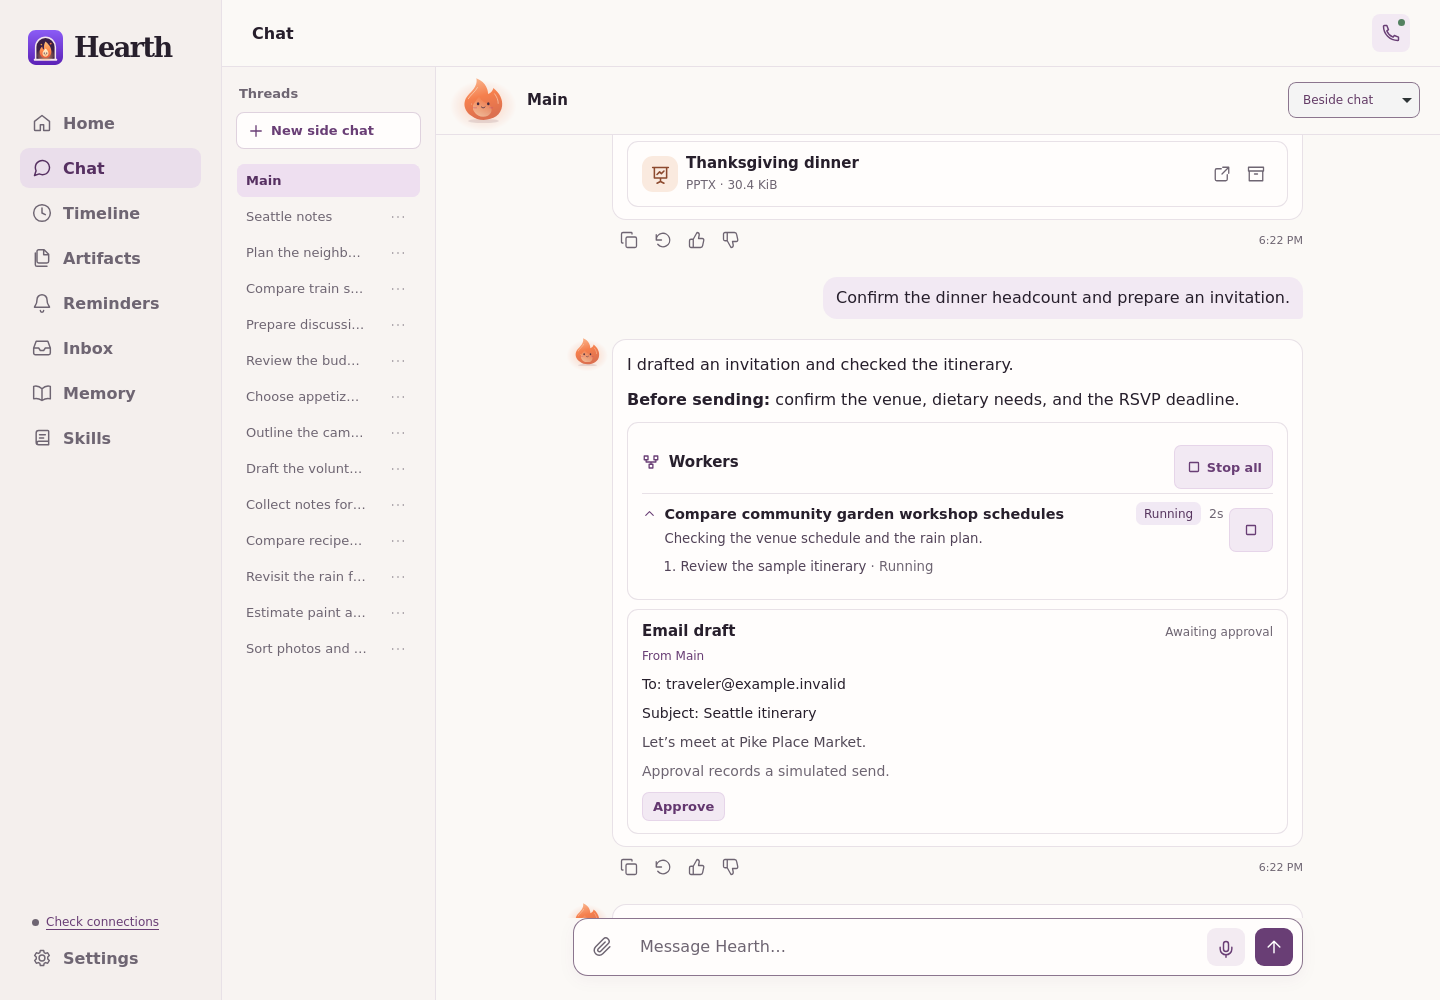 Hearth
Home
Chat
Timeline
Artifacts
Reminders
Inbox
Memory
Skills
Check connections
Settings
Chat
Threads
New side chat
Main
Seattle notes
Plan the neighb…
Compare train s…
Prepare discussi…
Review the bud…
Choose appetiz…
Outline the cam…
Draft the volunt…
Collect notes for…
Compare recipe…
Revisit the rain f…
Estimate paint a…
Sort photos and …
Main
Beside chat
Thanksgiving dinner
PPTX · 30.4 KiB
6:22 PM
Confirm the dinner headcount and prepare an invitation.
I drafted an invitation and checked the itinerary.
Before sending: confirm the venue, dietary needs, and the RSVP deadline.
Workers
Stop all
Compare community garden workshop schedules
Running 2s
Checking the venue schedule and the rain plan.
1. Review the sample itinerary · Running
Email draft
Awaiting approval
From Main
To: traveler@example.invalid
Subject: Seattle itinerary
Let’s meet at Pike Place Market.
Approval records a simulated send.
Approve
6:22 PM
Message Hearth…